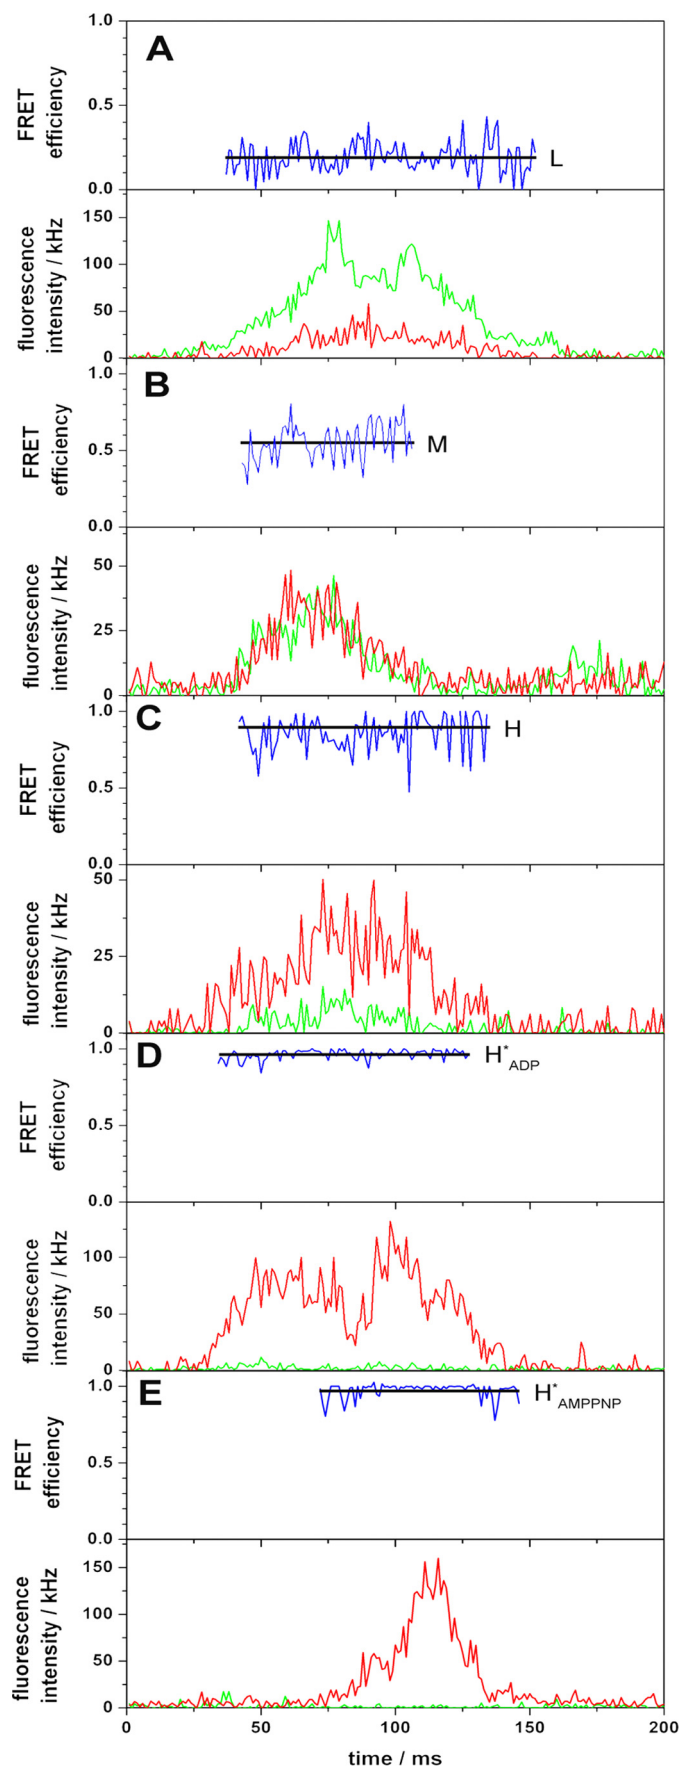 A
FRET
efficiency
1.0
0.5
0.0
L
fluorescence
intensity / kHz
150
100
50
0
B
FRET
efficiency
1.0
0.5
0.0
M
fluorescence
intensity / kHz
50
25
0
C
FRET
efficiency
1.0
0.5
0.0
H
fluorescence
intensity / kHz
50
25
0
D
FRET
efficiency
1.0
0.5
0.0
H*ADP
fluorescence
intensity / kHz
100
50
0
E
FRET
efficiency
1.0
0.5
0.0
H*AMPPNP
fluorescence
intensity / kHz
150
100
50
0
0 50 100 150 200
time / ms